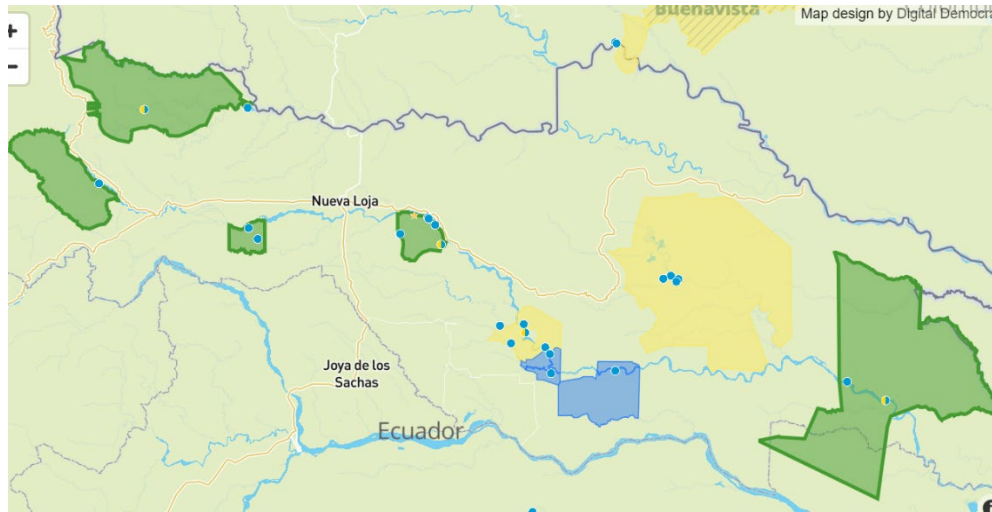 Buenavista
Map design by Digital Democra
+
−
Nueva Loja
Joya de los
Sachas
Ecuador